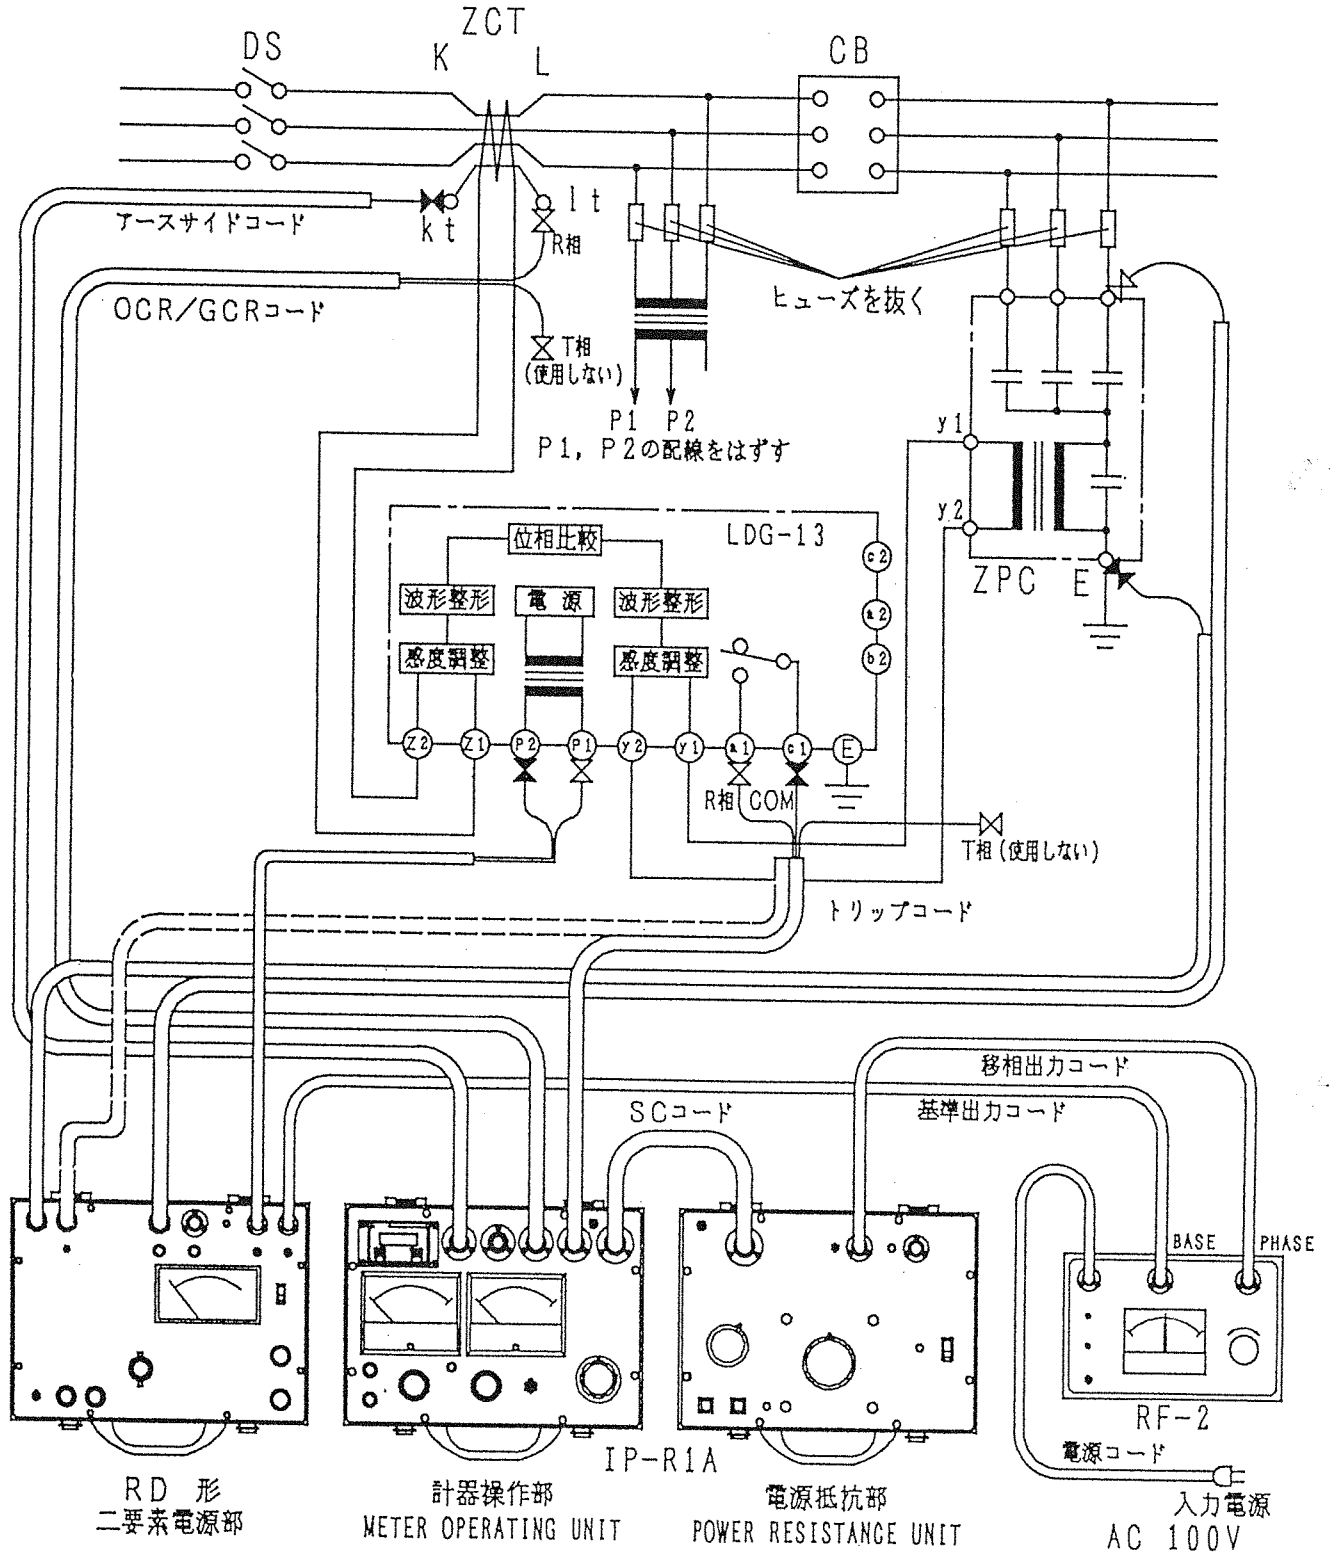 ZCT
DS
K
L
CB
アースサイドコード
kt
lt
R相
OCR/GCRコード
T相
(使用しない)
ヒューズを抜く
P1
P2
P1, P2の配線をはずす
y1
y2
ZPC
E
LDG-13
位相比較
波形整形
電源
波形整形
感度調整
感度調整
c2
a2
b2
Z2
Z1
P2
P1
y2
y1
a1
c1
E
R相
COM
T相(使用しない)
トリップコード
移相出力コード
基準出力コード
SCコード
BASE
PHASE
RF-2
電源コード
入力電源
AC 100V
IP-R1A
RD 形
二要素電源部
計器操作部
METER OPERATING UNIT
電源抵抗部
POWER RESISTANCE UNIT